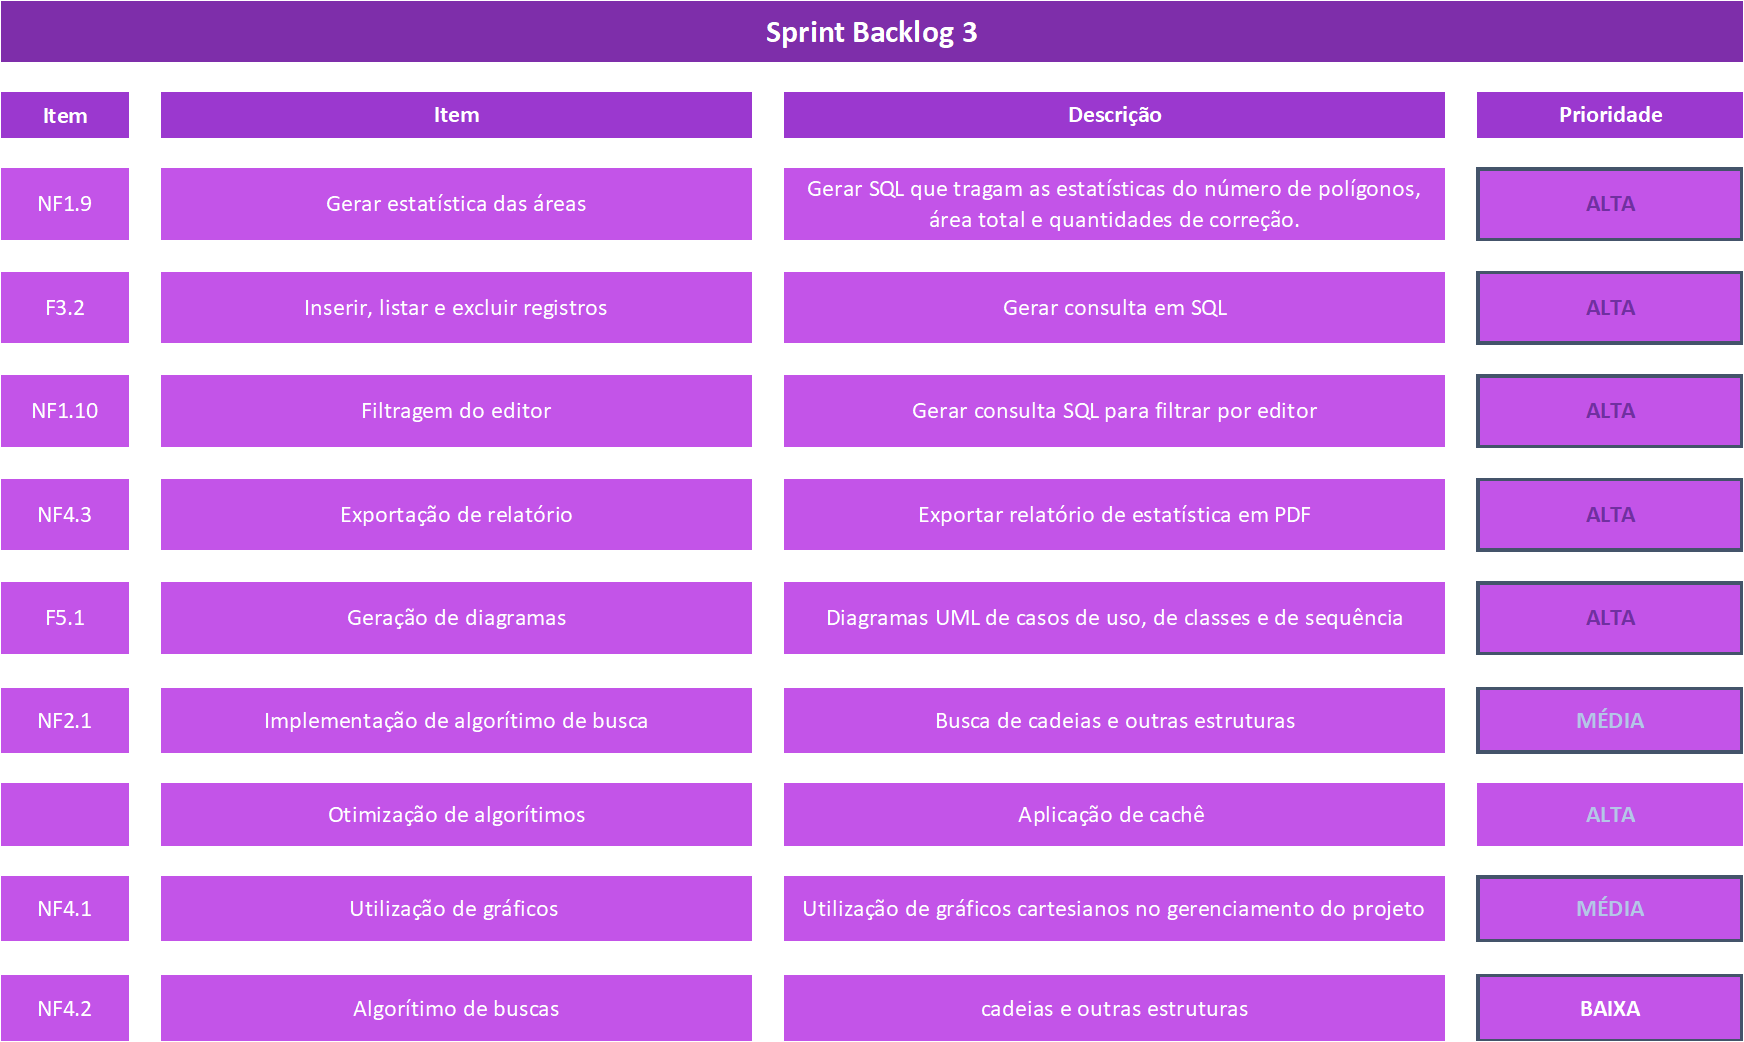 Sprint Backlog 3
Item Item Descrição Prioridade
NF1.9 Gerar estatística das áreas Gerar SQL que tragam as estatísticas do número de polígonos, área total e quantidades de correção. ALTA
F3.2 Inserir, listar e excluir registros Gerar consulta em SQL ALTA
NF1.10 Filtragem do editor Gerar consulta SQL para filtrar por editor ALTA
NF4.3 Exportação de relatório Exportar relatório de estatística em PDF ALTA
F5.1 Geração de diagramas Diagramas UML de casos de uso, de classes e de sequência ALTA
NF2.1 Implementação de algorítimo de busca Busca de cadeias e outras estruturas MÉDIA
Otimização de algorítimos Aplicação de cachê ALTA
NF4.1 Utilização de gráficos Utilização de gráficos cartesianos no gerenciamento do projeto MÉDIA
NF4.2 Algorítimo de buscas cadeias e outras estruturas BAIXA